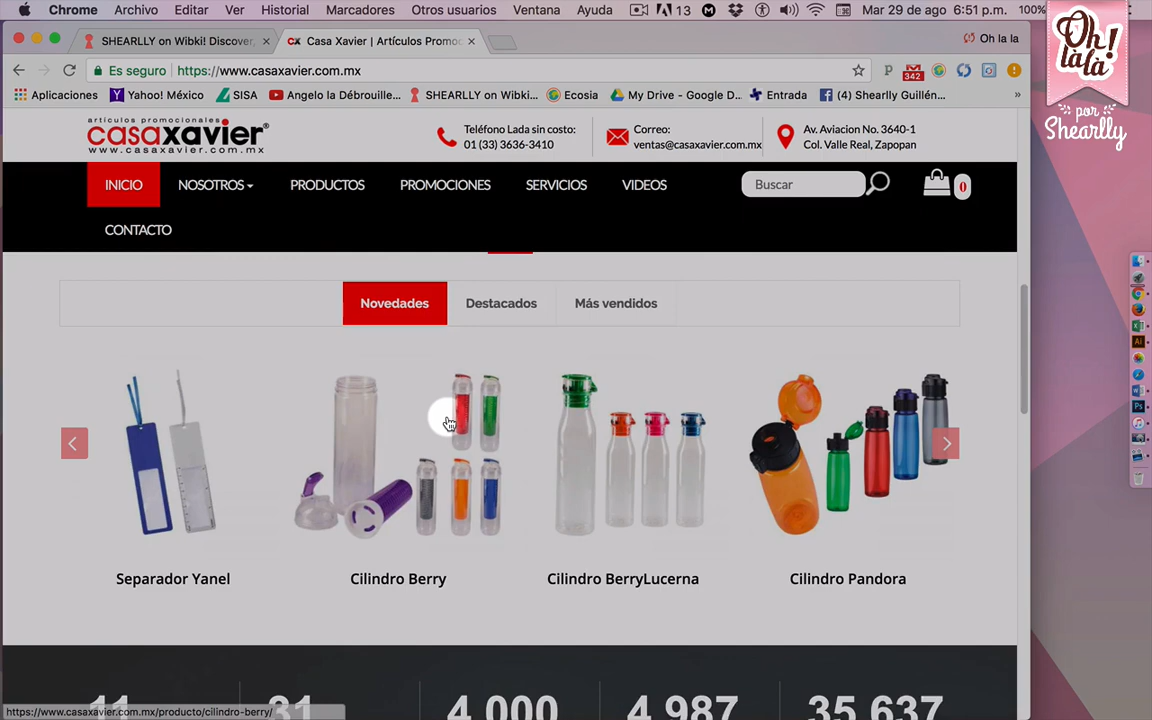 Chrome Archivo Editar Ver Historial Marcadores Otros usuarios Ventana Ayuda 13 Mar 29 de ago 6:51 p.m. 100%
SHEARLLY on Wibki! Discover, Casa Xavier | Artículos Promoc Oh la la
Es seguro https://www.casaxavier.com.mx 342
Aplicaciones Yahoo! México SISA Angelo la Débrouille... SHEARLLY on Wibki... Ecosia My Drive - Google D... Entrada (4) Shearlly Guillén... »
Oh!
là là
por
Shearlly
artículos promocionales
casaxavier®
www.casaxavier.com.mx
Teléfono Lada sin costo:
01 (33) 3636-3410
Correo:
ventas@casaxavier.com.mx
Av. Aviacion No. 3640-1
Col. Valle Real, Zapopan
INICIO NOSOTROS PRODUCTOS PROMOCIONES SERVICIOS VIDEOS Buscar 0
CONTACTO
Novedades Destacados Más vendidos
Separador Yanel Cilindro Berry Cilindro BerryLucerna Cilindro Pandora
11 31 4,000 4,987 35,637
https://www.casaxavier.com.mx/producto/cilindro-berry/